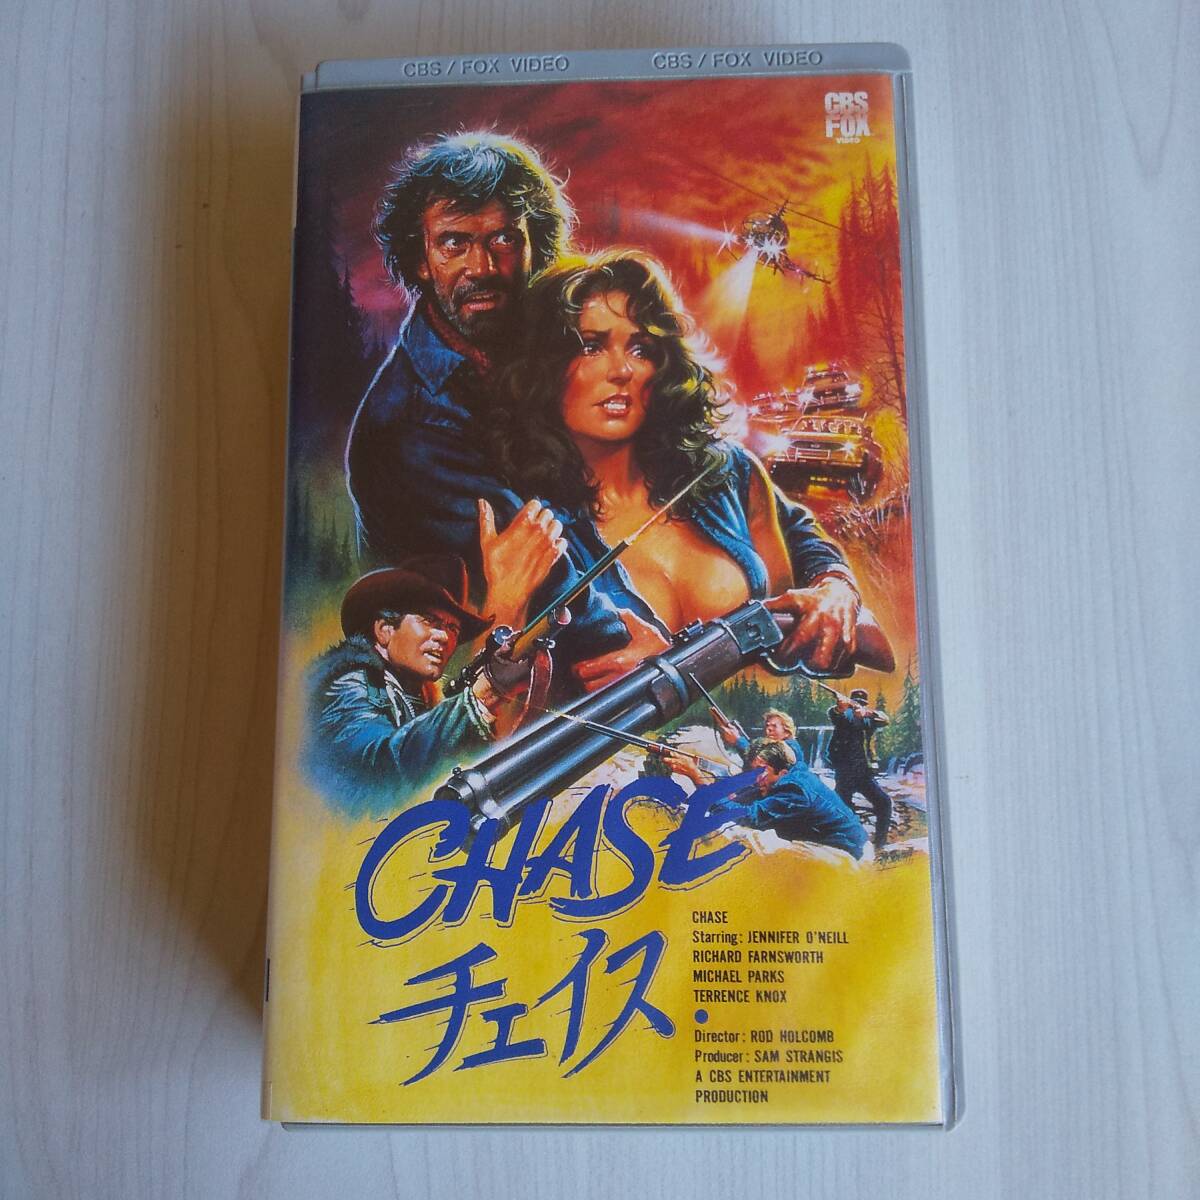 CBS / FOX VIDEO CBS / FOX VIDEO
CBS
FOX
VIDEO
CHASE
チェイス
CHASE
Starring: JENNIFER O'NEILL
RICHARD FARNSWORTH
MICHAEL PARKS
TERRENCE KNOX
Director: ROD HOLCOMB
Producer: SAM STRANGIS
A CBS ENTERTAINMENT
PRODUCTION